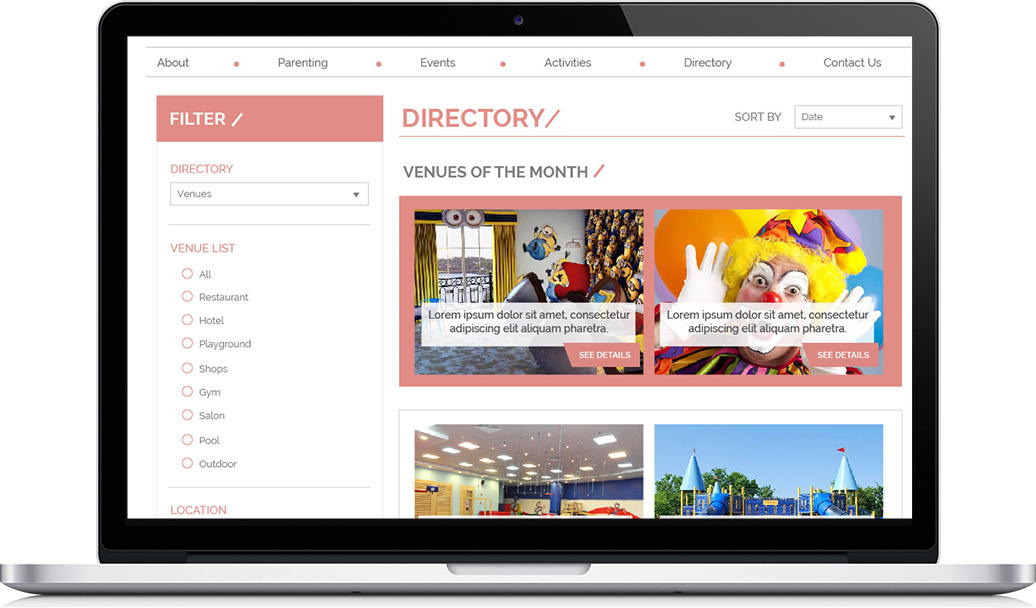 About
Parenting
Events
Activities
Directory
Contact Us
FILTER /
DIRECTORY/
SORT BY
Date
DIRECTORY
Venues
VENUES OF THE MONTH /
VENUE LIST
All
Restaurant
Hotel
Playground
Shops
Gym
Salon
Pool
Outdoor
LOCATION
Lorem ipsum dolor sit amet, consectetur
adipiscing elit aliquam pharetra.
SEE DETAILS
Lorem ipsum dolor sit amet, consectetur
adipiscing elit aliquam pharetra.
SEE DETAILS